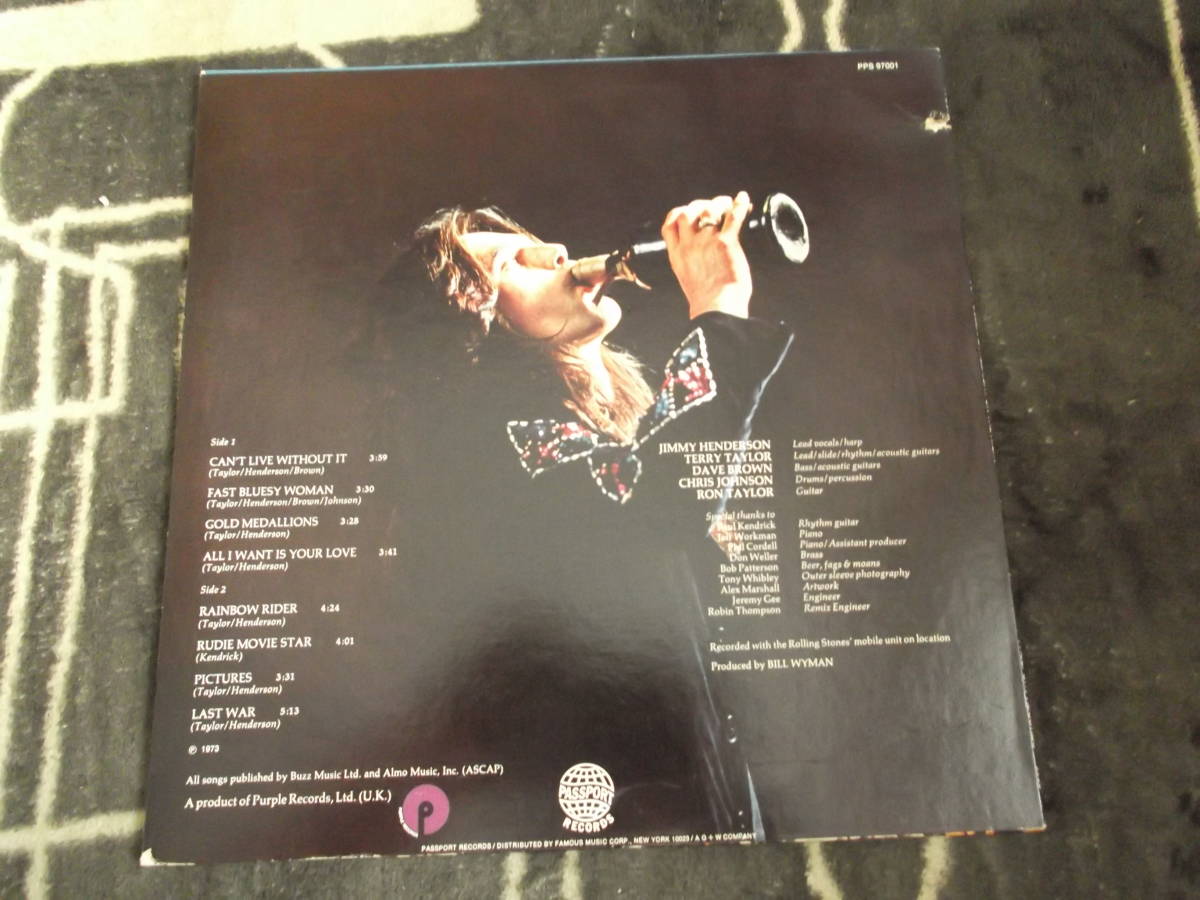 PPS 97001
Side 1
CAN'T LIVE WITHOUT IT 3:59
(Taylor/Henderson/Brown)
FAST BLUESY WOMAN 3:30
(Taylor/Henderson/Brown/Johnson)
GOLD MEDALLIONS 3:28
(Taylor/Henderson)
ALL I WANT IS YOUR LOVE 3:41
(Taylor/Henderson)
Side 2
RAINBOW RIDER 4:24
(Taylor/Henderson)
RUDIE MOVIE STAR 4:01
(Kendrick)
PICTURES 3:31
(Taylor/Henderson)
LAST WAR 5:13
(Taylor/Henderson)
℗ 1973
All songs published by Buzz Music Ltd. and Almo Music, Inc. (ASCAP)
A product of Purple Records, Ltd. (U.K.)
JIMMY HENDERSON Lead vocals/harp
TERRY TAYLOR Lead/slide/rhythm/acoustic guitars
DAVE BROWN Bass/acoustic guitars
CHRIS JOHNSON Drums/percussion
RON TAYLOR Guitar
Special thanks to
Paul Kendrick Rhythm guitar
Jeff Workman Piano
Phil Cordell Piano/Assistant producer
Don Weller Brass
Bob Patterson Beer, fags & moans
Tony Whibley Outer sleeve photography
Alex Marshall Artwork
Jeremy Gee Engineer
Robin Thompson Remix Engineer
Recorded with the Rolling Stones' mobile unit on location
Produced by BILL WYMAN
PASSPORT
RECORDS
PASSPORT RECORDS/DISTRIBUTED BY FAMOUS MUSIC CORP., NEW YORK 10023/A G+W COMPANY